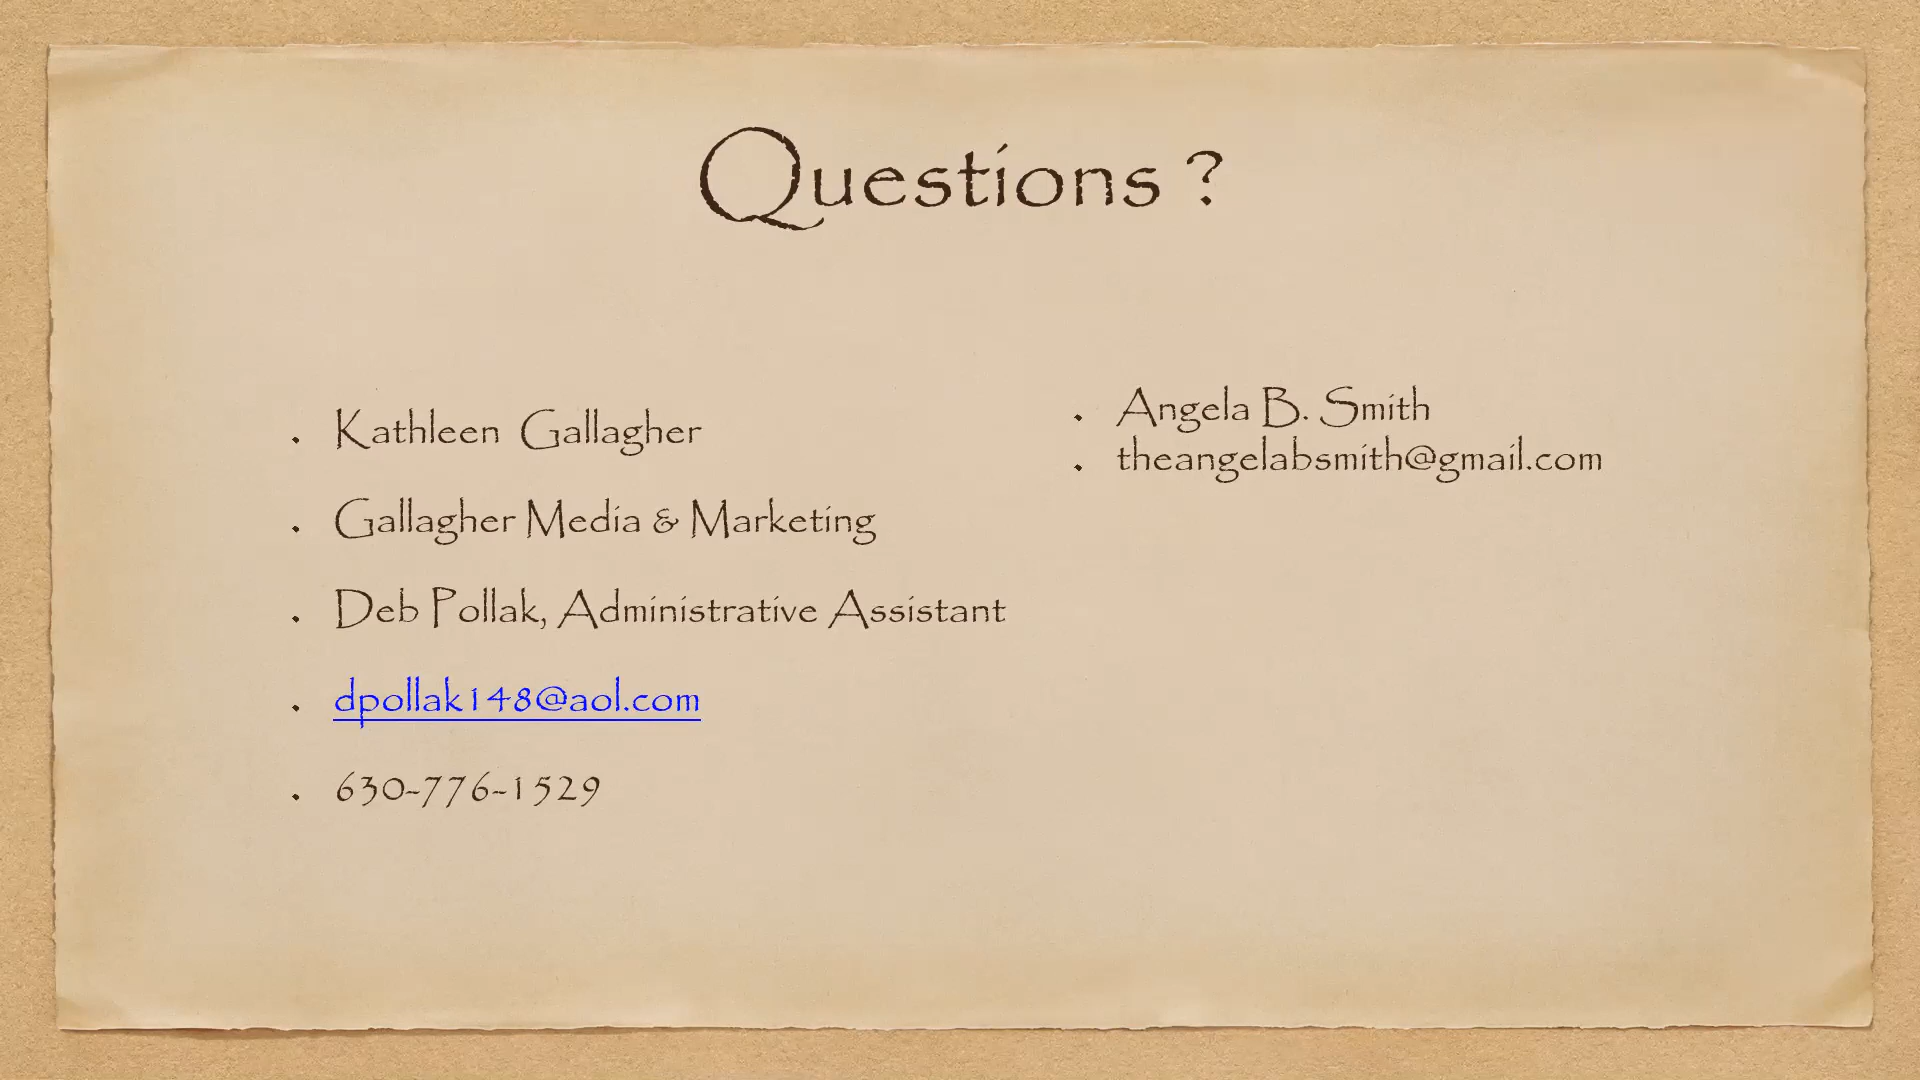 Questions ?
Kathleen Gallagher
Gallagher Media & Marketing
Deb Pollak, Administrative Assistant
dpollak148@aol.com
630-776-1529
Angela B. Smith
theangelabsmith@gmail.com